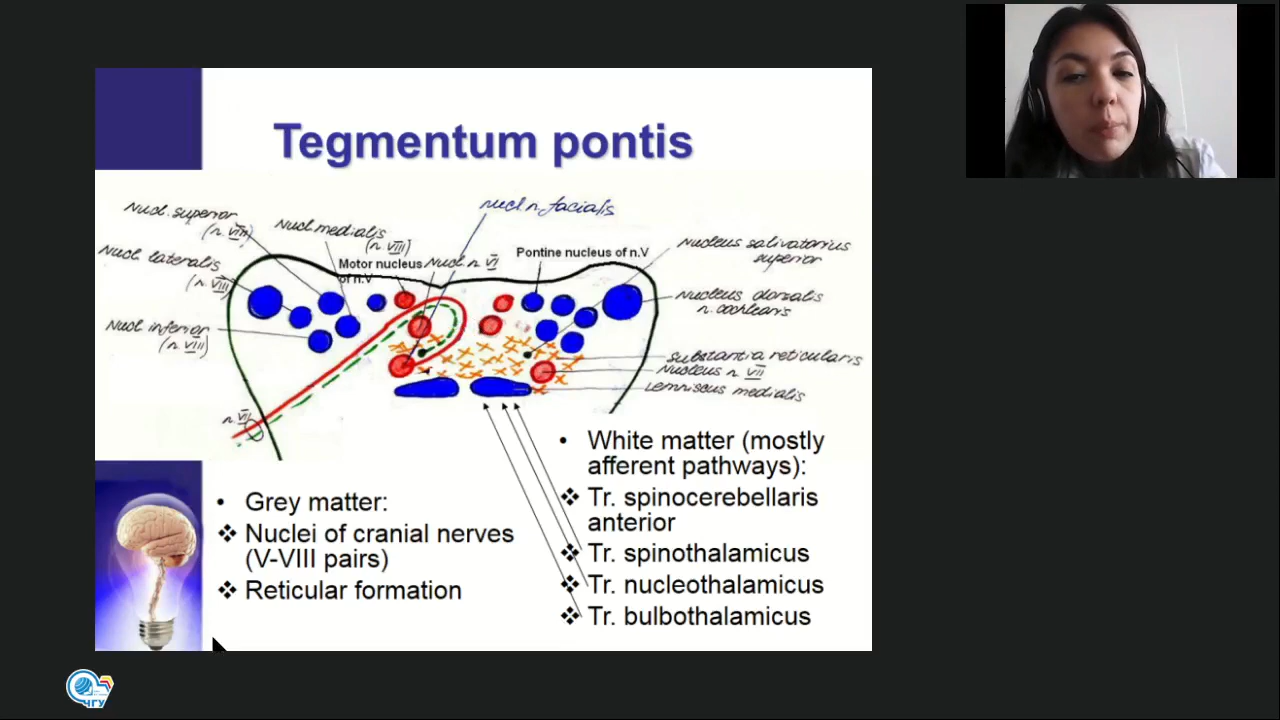 Tegmentum pontis
Nucl. superior
(n. VIII)
Nucl medialis
(n. VIII)
nucl n. facialis
Nucl lateralis
(n. VIII)
Motor nucleus
of n.V
Nucl n. VI
Pontine nucleus of n.V
Nucleus salivatorius
superior
Nucleus dorsalis
n. cochlearis
Nucl. inferior
(n. VIII)
Substantia reticularis
Nucleus n. VII
Lemniscus medialis
n. VII
• Grey matter:
❖ Nuclei of cranial nerves
(V-VIII pairs)
❖ Reticular formation
• White matter (mostly
afferent pathways):
❖ Tr. spinocerebellaris
anterior
❖ Tr. spinothalamicus
❖ Tr. nucleothalamicus
❖ Tr. bulbothalamicus
ЧГУ